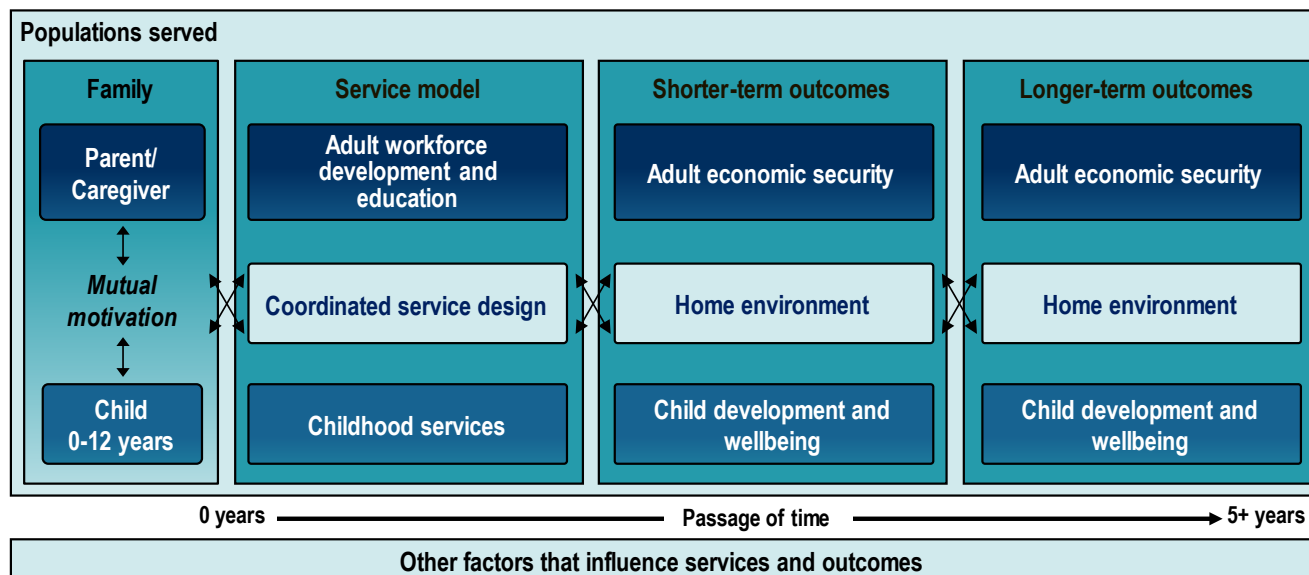 Populations served
Family
Parent/
Caregiver
Mutual
motivation
Child
0-12 years
Service model
Adult workforce
development and
education
Coordinated service design
Childhood services
Shorter-term outcomes
Adult economic security
Home environment
Child development and
wellbeing
Longer-term outcomes
Adult economic security
Home environment
Child development and
wellbeing
0 years
Passage of time
5+ years
Other factors that influence services and outcomes